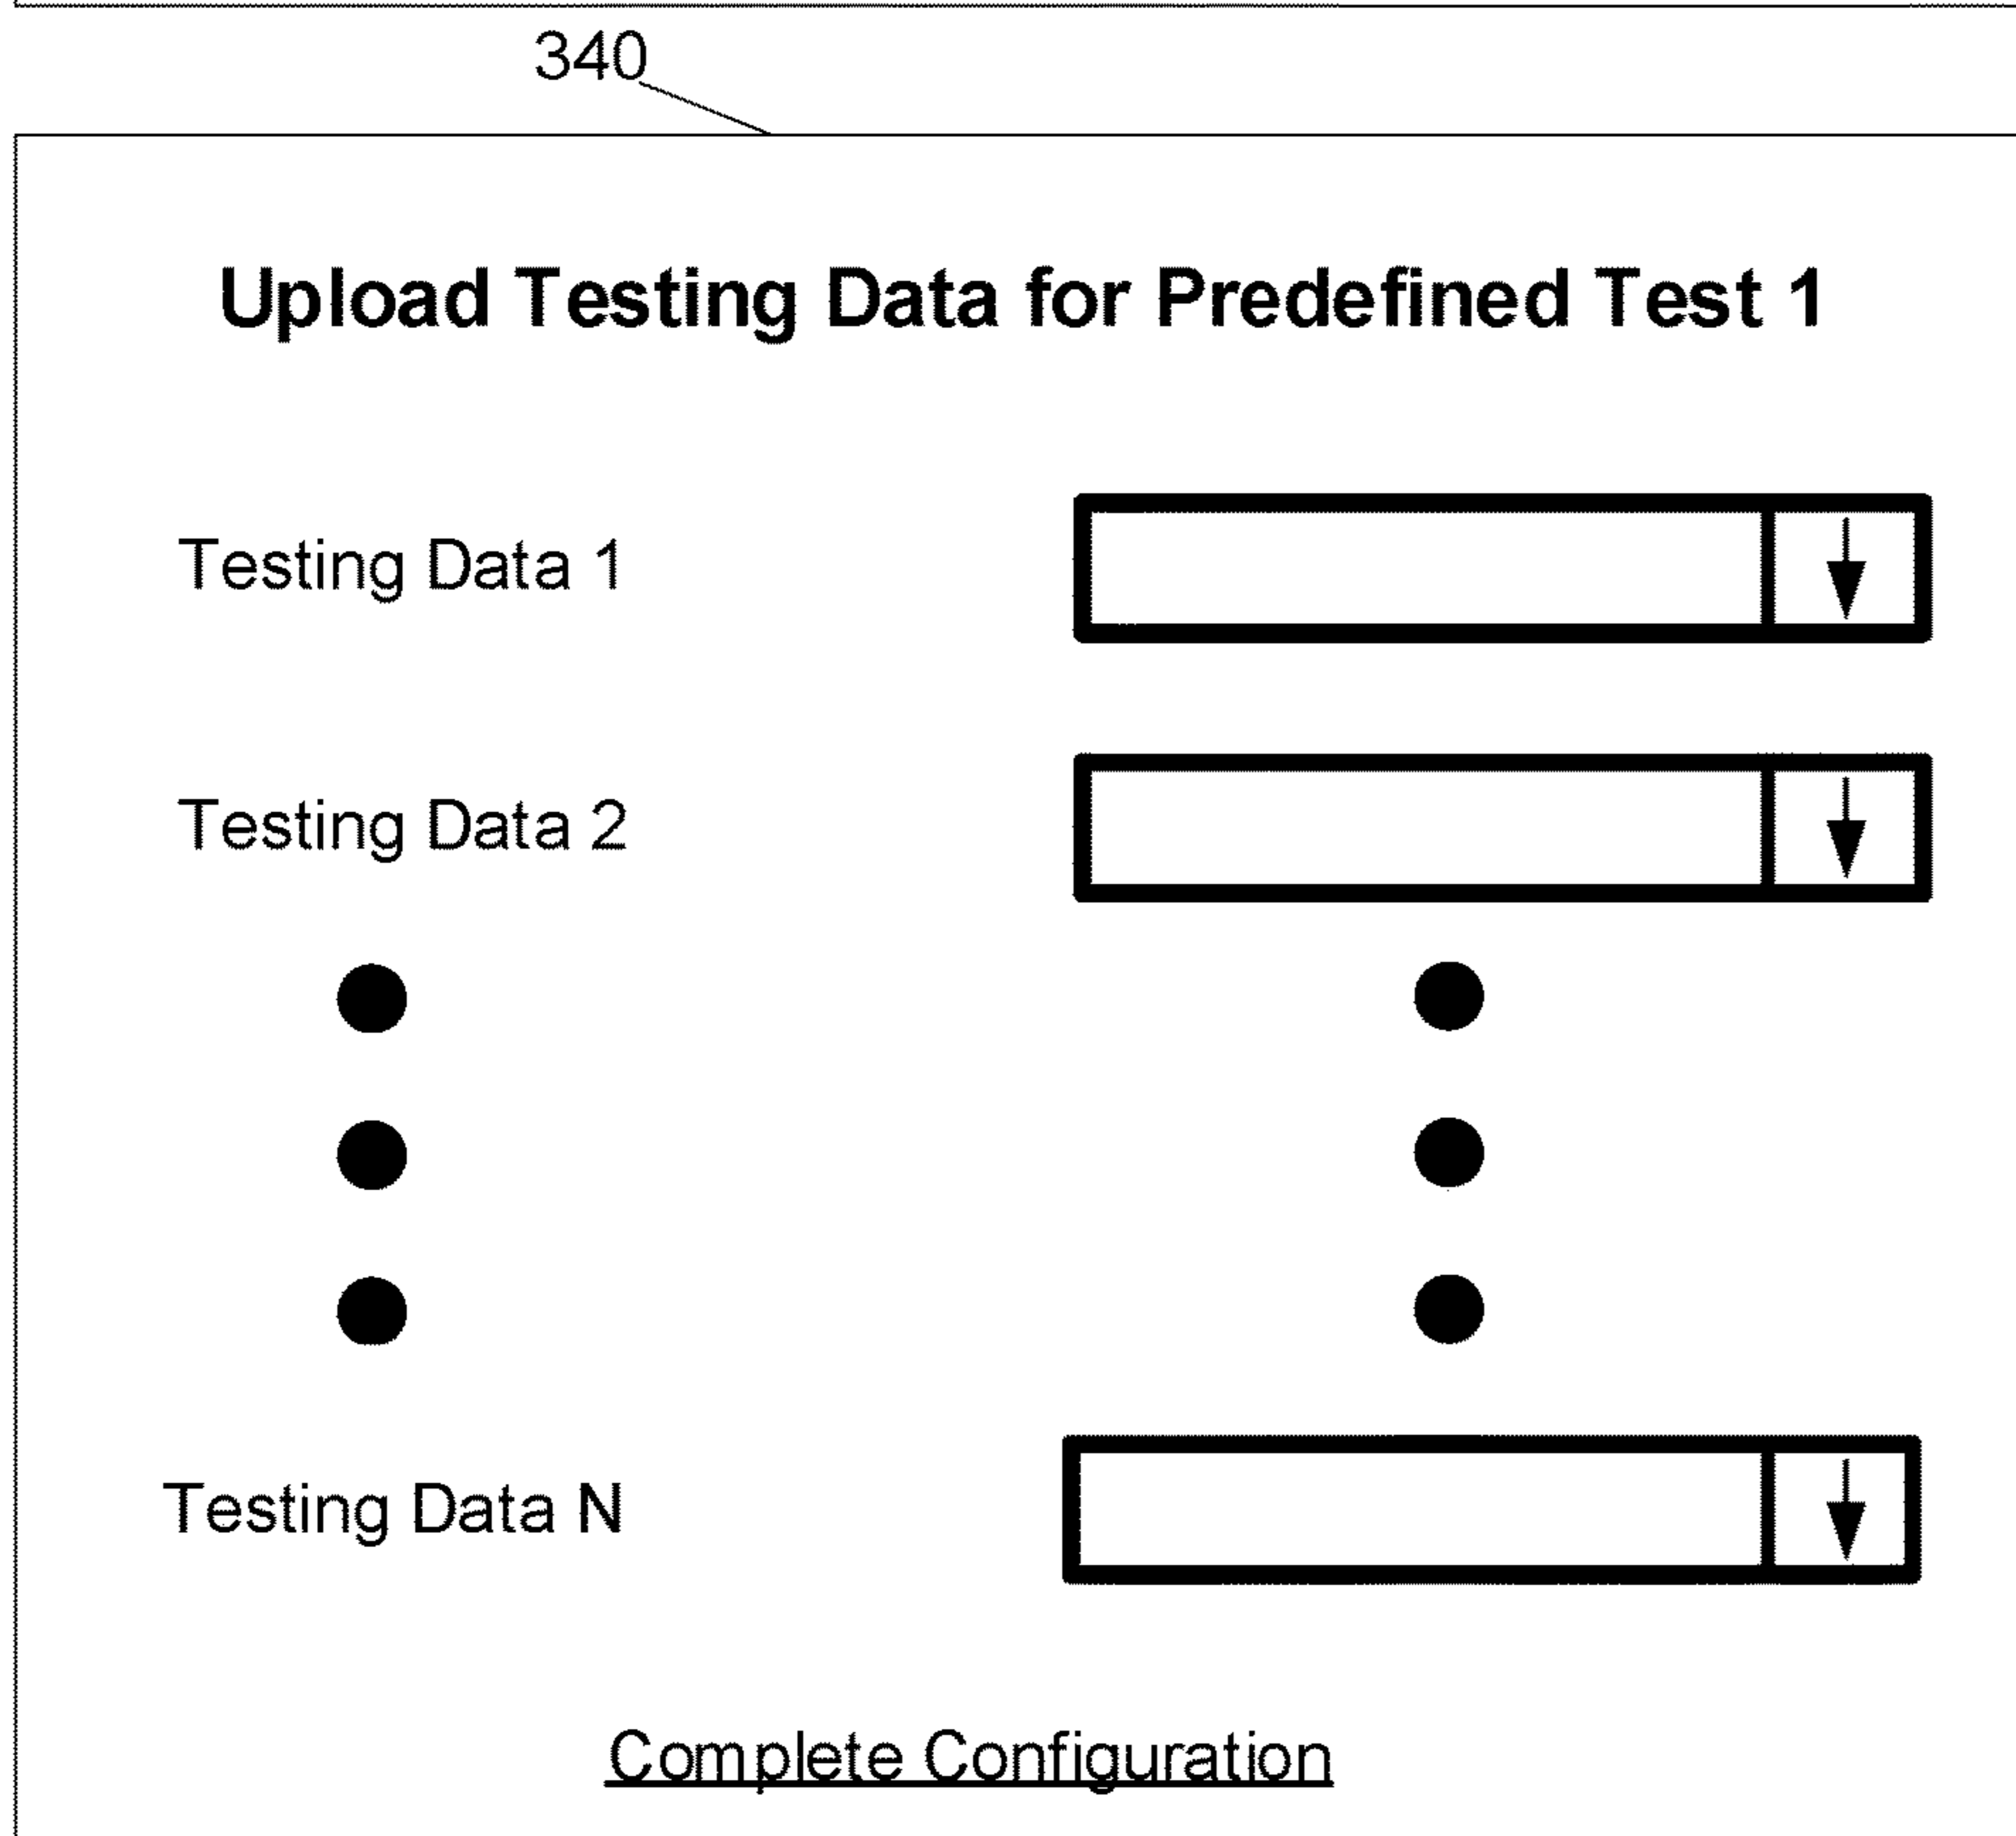 340
Upload Testing Data for Predefined Test 1
Testing Data 1
Testing Data 2
Testing Data N
Complete Configuration